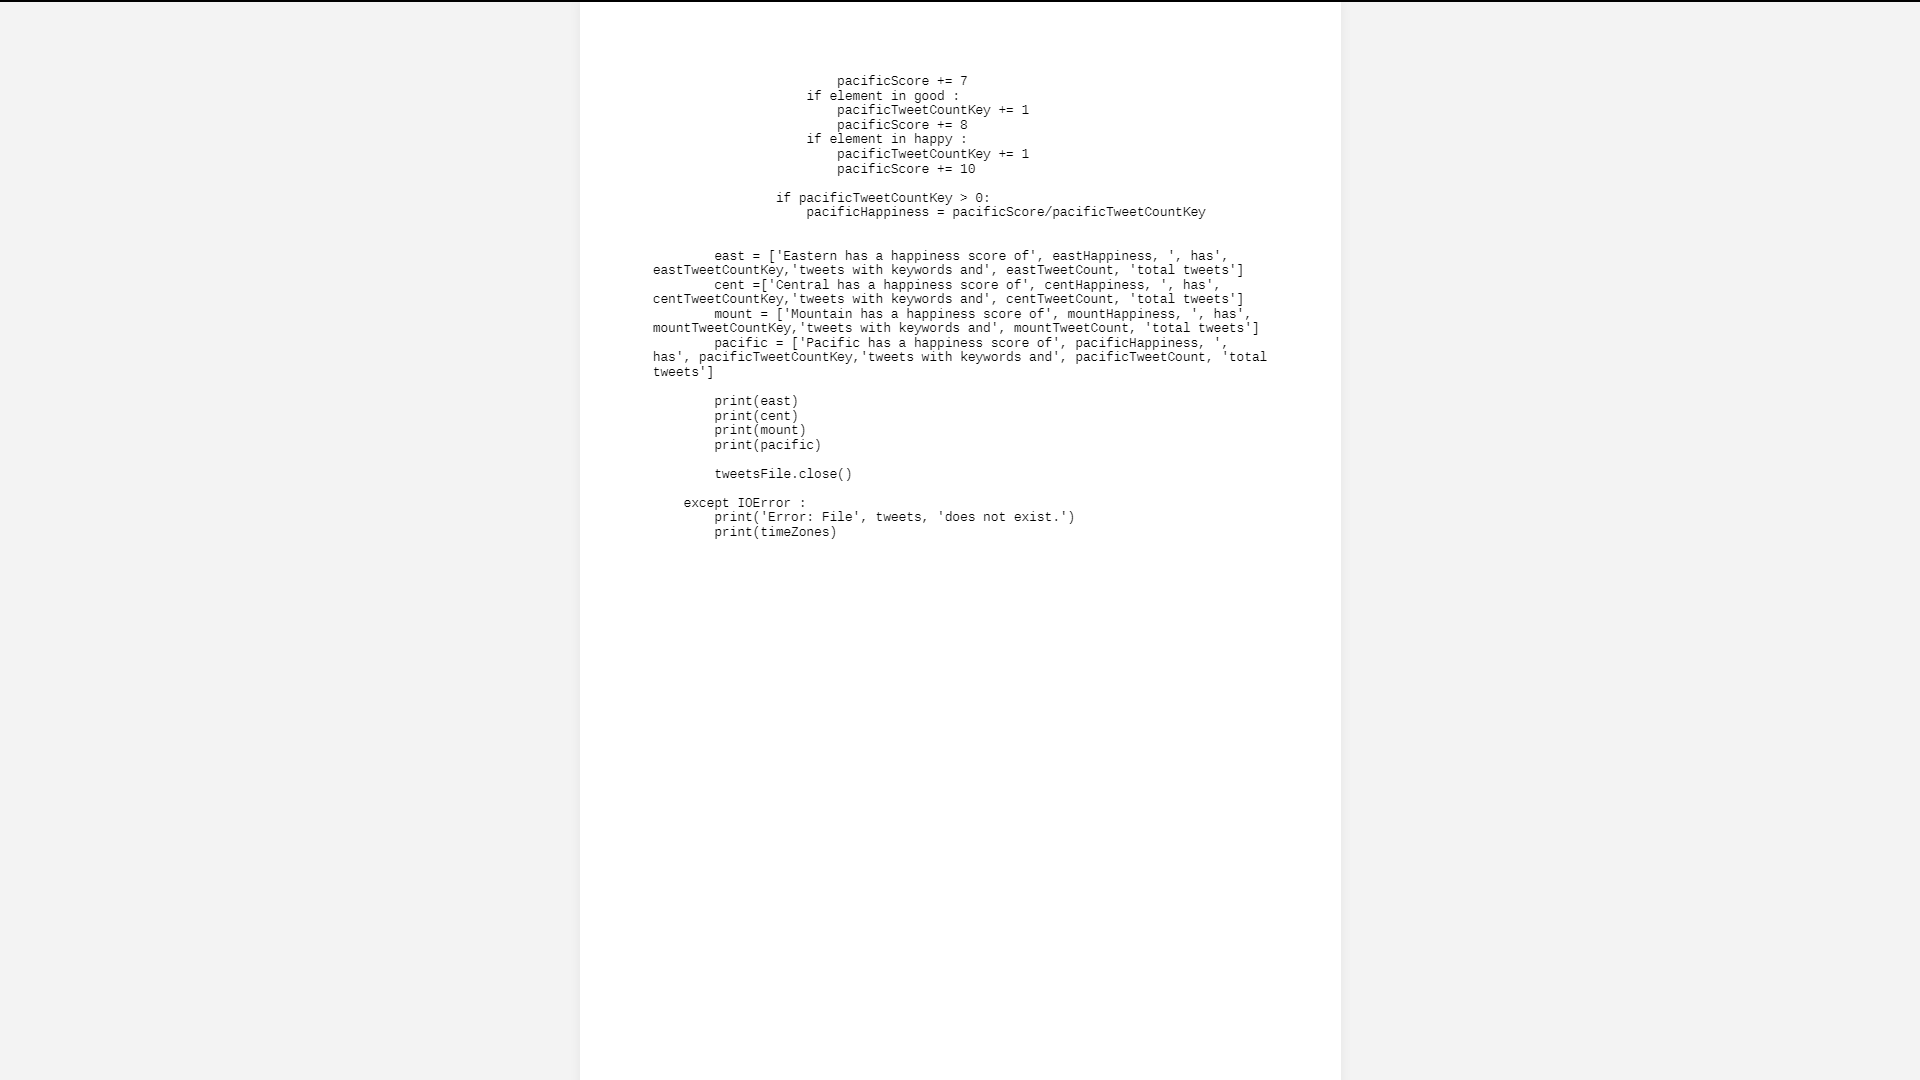 pacificScore += 7
                    if element in good :
                        pacificTweetCountKey += 1
                        pacificScore += 8
                    if element in happy :
                        pacificTweetCountKey += 1
                        pacificScore += 10

                if pacificTweetCountKey > 0:
                    pacificHappiness = pacificScore/pacificTweetCountKey


        east = ['Eastern has a happiness score of', eastHappiness, ', has',
eastTweetCountKey,'tweets with keywords and', eastTweetCount, 'total tweets']
        cent =['Central has a happiness score of', centHappiness, ', has',
centTweetCountKey,'tweets with keywords and', centTweetCount, 'total tweets']
        mount = ['Mountain has a happiness score of', mountHappiness, ', has',
mountTweetCountKey,'tweets with keywords and', mountTweetCount, 'total tweets']
        pacific = ['Pacific has a happiness score of', pacificHappiness, ',
has', pacificTweetCountKey,'tweets with keywords and', pacificTweetCount, 'total
tweets']

        print(east)
        print(cent)
        print(mount)
        print(pacific)

        tweetsFile.close()

    except IOError :
        print('Error: File', tweets, 'does not exist.')
        print(timeZones)